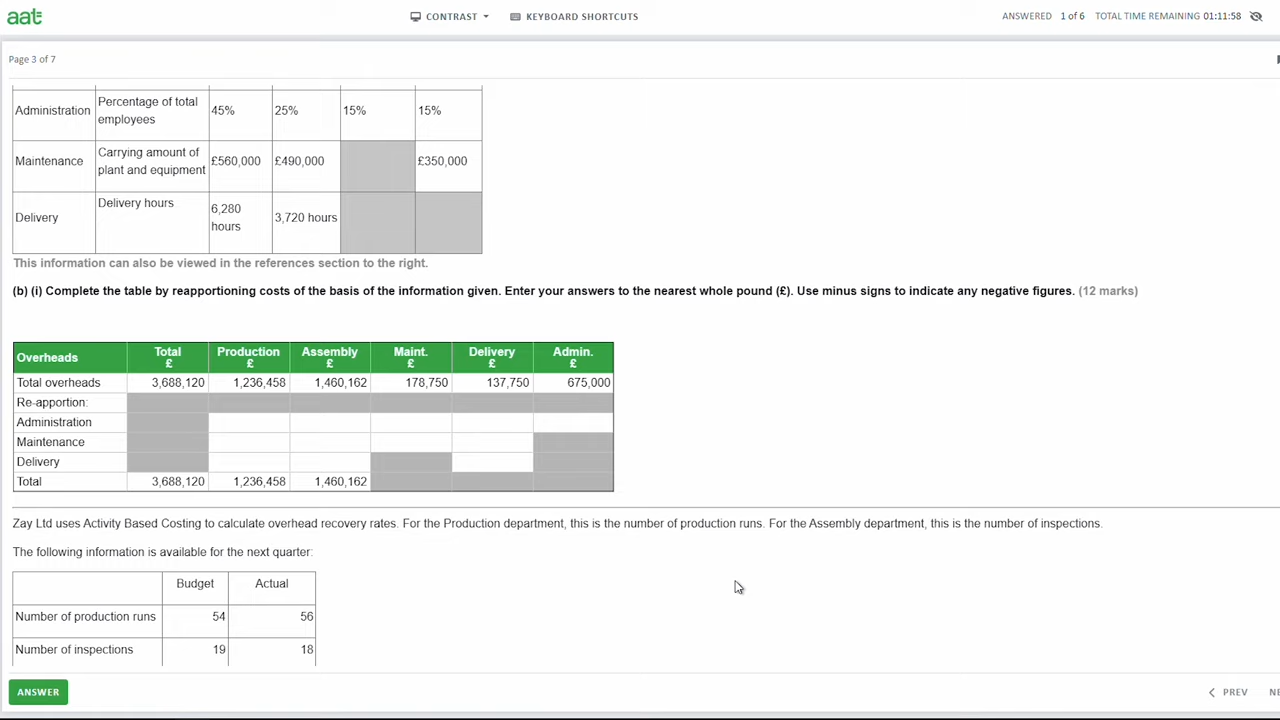 aat
CONTRAST
KEYBOARD SHORTCUTS
ANSWERED 1 of 6 TOTAL TIME REMAINING 01:11:58
Page 3 of 7
Administration Percentage of total employees 45% 25% 15% 15%
Maintenance Carrying amount of plant and equipment £560,000 £490,000 £350,000
Delivery Delivery hours 6,280 hours 3,720 hours
This information can also be viewed in the references section to the right.
(b) (i) Complete the table by reapportioning costs of the basis of the information given. Enter your answers to the nearest whole pound (£). Use minus signs to indicate any negative figures. (12 marks)
Overheads Total £ Production £ Assembly £ Maint. £ Delivery £ Admin. £
Total overheads 3,688,120 1,236,458 1,460,162 178,750 137,750 675,000
Re-apportion:
Administration
Maintenance
Delivery
Total 3,688,120 1,236,458 1,460,162
Zay Ltd uses Activity Based Costing to calculate overhead recovery rates. For the Production department, this is the number of production runs. For the Assembly department, this is the number of inspections.
The following information is available for the next quarter:
Budget Actual
Number of production runs 54 56
Number of inspections 19 18
ANSWER
PREV
NE